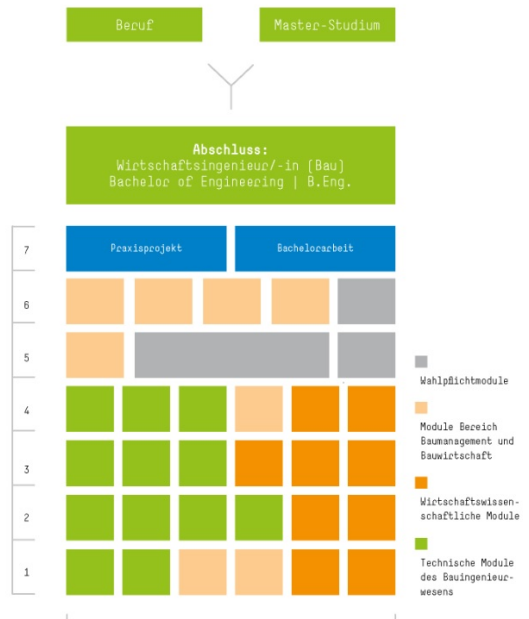 Beruf
Master-Studium
Abschluss:
Wirtschaftsingenieur/-in [Bau]
Bachelor of Engineering | B.Eng.
7
Praxisprojekt
Bachelorarbeit
6
5
4
3
2
1
Wahlpflichtmodule
Module Bereich
Baumanagement und
Bauwirtschaft
Wirtschaftswissen-
schaftliche Module
Technische Module
des Bauingenieur-
wesens